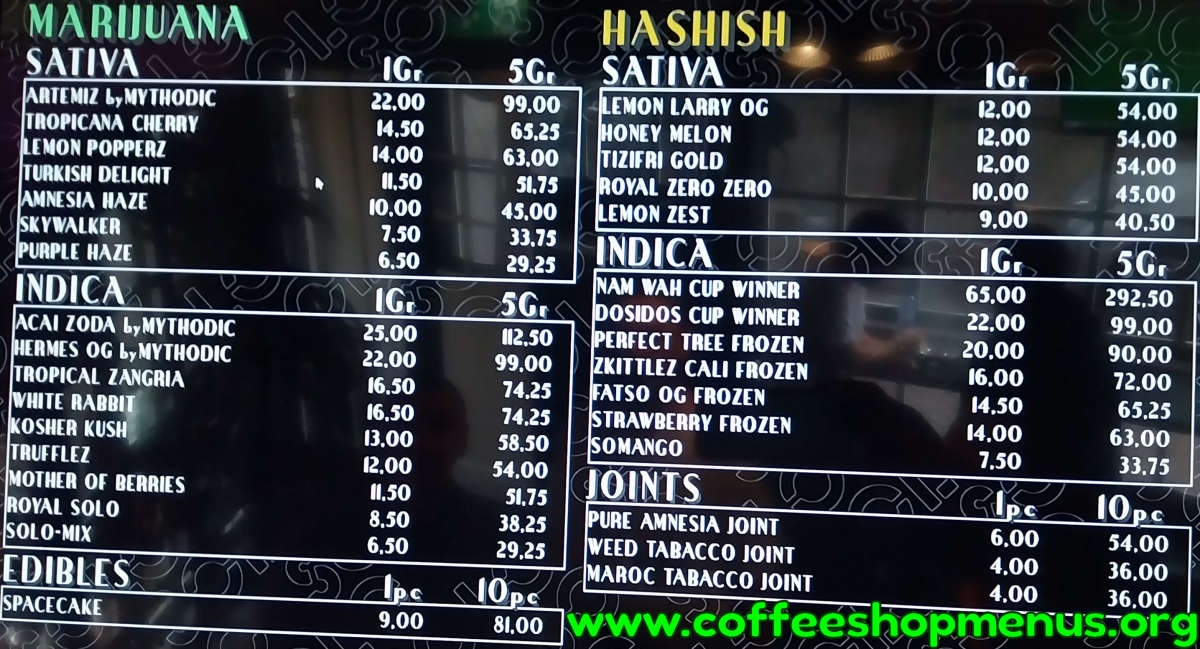 MARIJUANA
SATIVA 1Gr 5Gr
ARTEMIZ by MYTHODIC 22,00 99,00
TROPICANA CHERRY 14,50 65,25
LEMON POPPERZ 14,00 63,00
TURKISH DELIGHT 11,50 51,75
AMNESIA HAZE 10,00 45,00
SKYWALKER 7,50 33,75
PURPLE HAZE 6,50 29,25
INDICA 1Gr 5Gr
ACAI ZODA by MYTHODIC 25,00 112,50
HERMES OG by MYTHODIC 22,00 99,00
TROPICAL ZANGRIA 16,50 74,25
WHITE RABBIT 16,50 74,25
KOSHER KUSH 13,00 58,50
TRUFFLEZ 12,00 54,00
MOTHER OF BERRIES 11,50 51,75
ROYAL SOLO 8,50 38,25
SOLO-MIX 6,50 29,25
EDIBLES 1pc 10pc
SPACECAKE 9,00 81,00
HASHISH
SATIVA 1Gr 5Gr
LEMON LARRY OG 12,00 54,00
HONEY MELON 12,00 54,00
TIZIFRI GOLD 12,00 54,00
ROYAL ZERO ZERO 10,00 45,00
LEMON ZEST 9,00 40,50
INDICA 1Gr 5Gr
NAM WAH CUP WINNER 65,00 292,50
DOSIDOS CUP WINNER 22,00 99,00
PERFECT TREE FROZEN 20,00 90,00
ZKITTLEZ CALI FROZEN 16,00 72,00
FATSO OG FROZEN 14,50 65,25
STRAWBERRY FROZEN 14,00 63,00
SOMANGO 7,50 33,75
JOINTS 1pc 10pc
PURE AMNESIA JOINT 6,00 54,00
WEED TABACCO JOINT 4,00 36,00
MAROC TABACCO JOINT 4,00 36,00
www.coffeeshopmenus.org